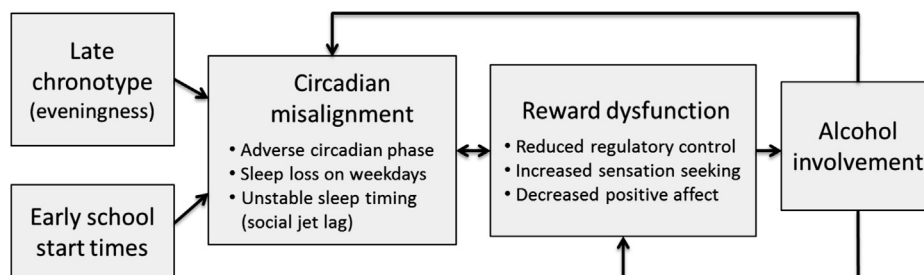 Late
chronotype
(eveningness)
Early school
start times
Circadian
misalignment
• Adverse circadian phase
• Sleep loss on weekdays
• Unstable sleep timing
(social jet lag)
Reward dysfunction
• Reduced regulatory control
• Increased sensation seeking
• Decreased positive affect
Alcohol
involvement